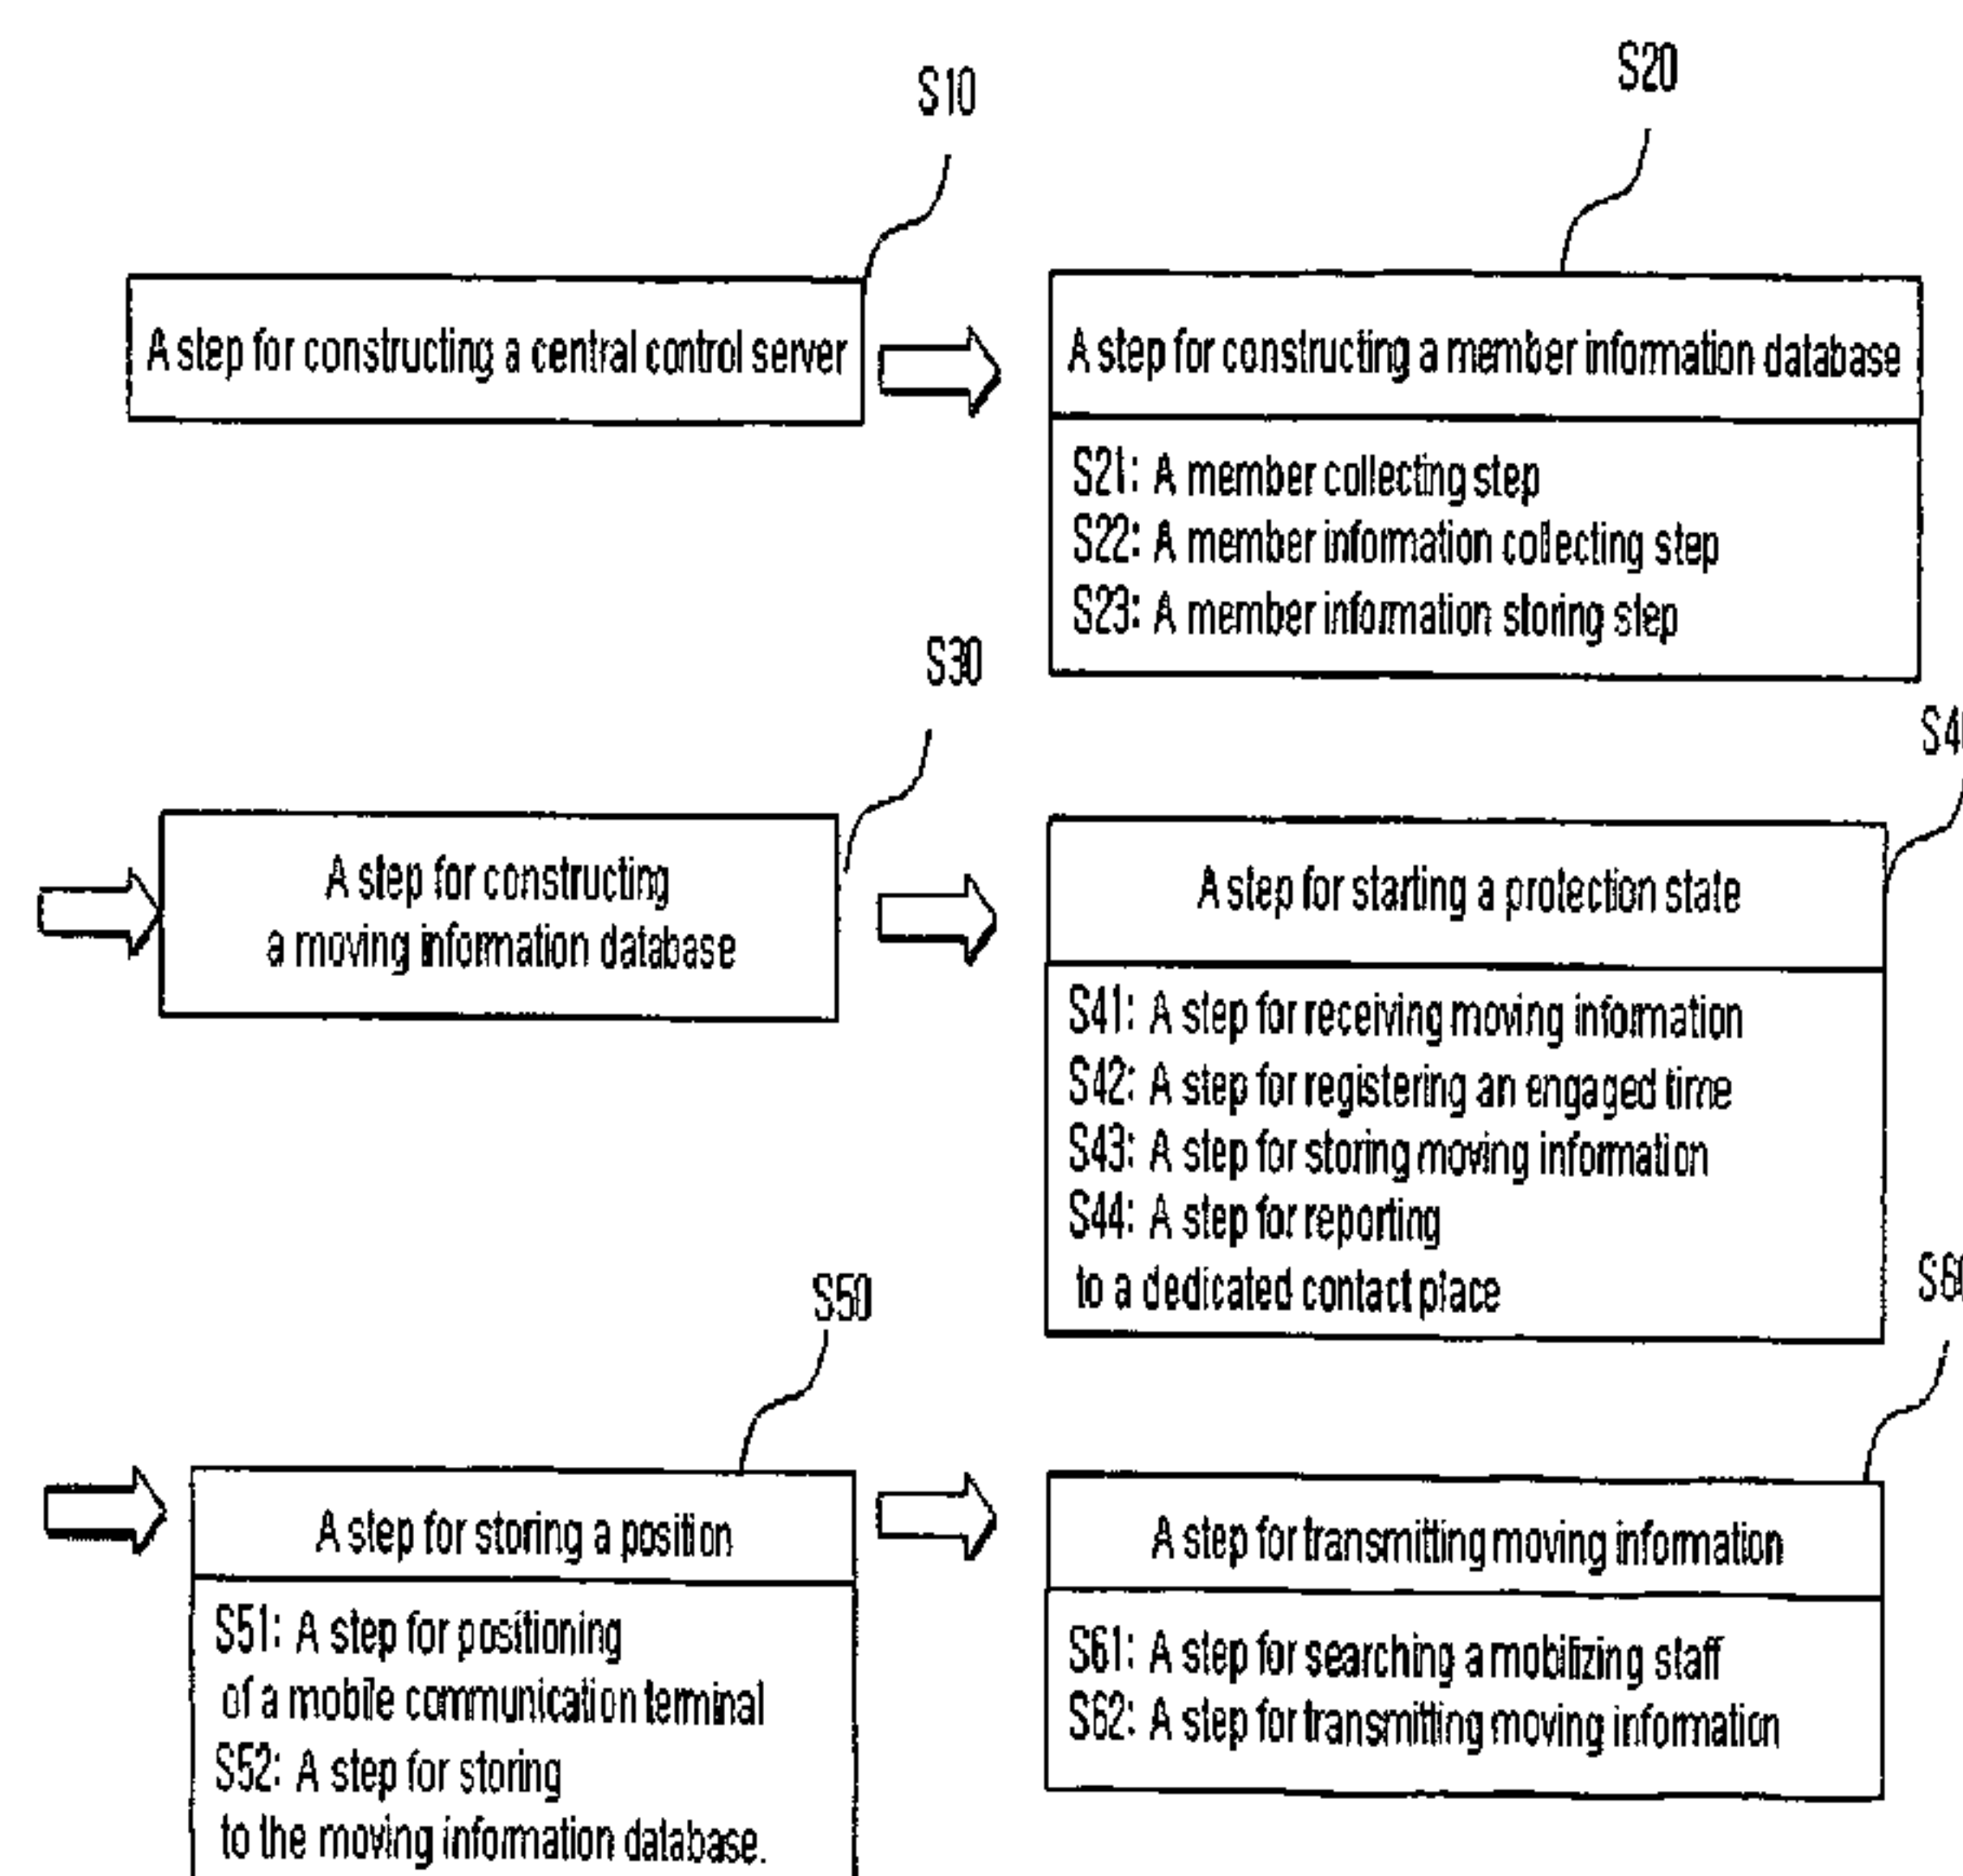 S10
S20
A step for constructing a central control server
A step for constructing a member information database
S21: A member collecting step
S22: A member information collecting step
S23: A member information storing step
S30
S40
A step for constructing
a moving information database
A step for starting a protection state
S41: A step for receiving moving information
S42: A step for registering an engaged time
S43: A step for storing moving information
S44: A step for reporting
to a dedicated contact place
S50
S60
A step for storing a position
S51: A step for positioning
of a mobile communication terminal
S52: A step for storing
to the moving information database.
A step for transmitting moving information
S61: A step for searching a mobilizing staff
S62: A step for transmitting moving information